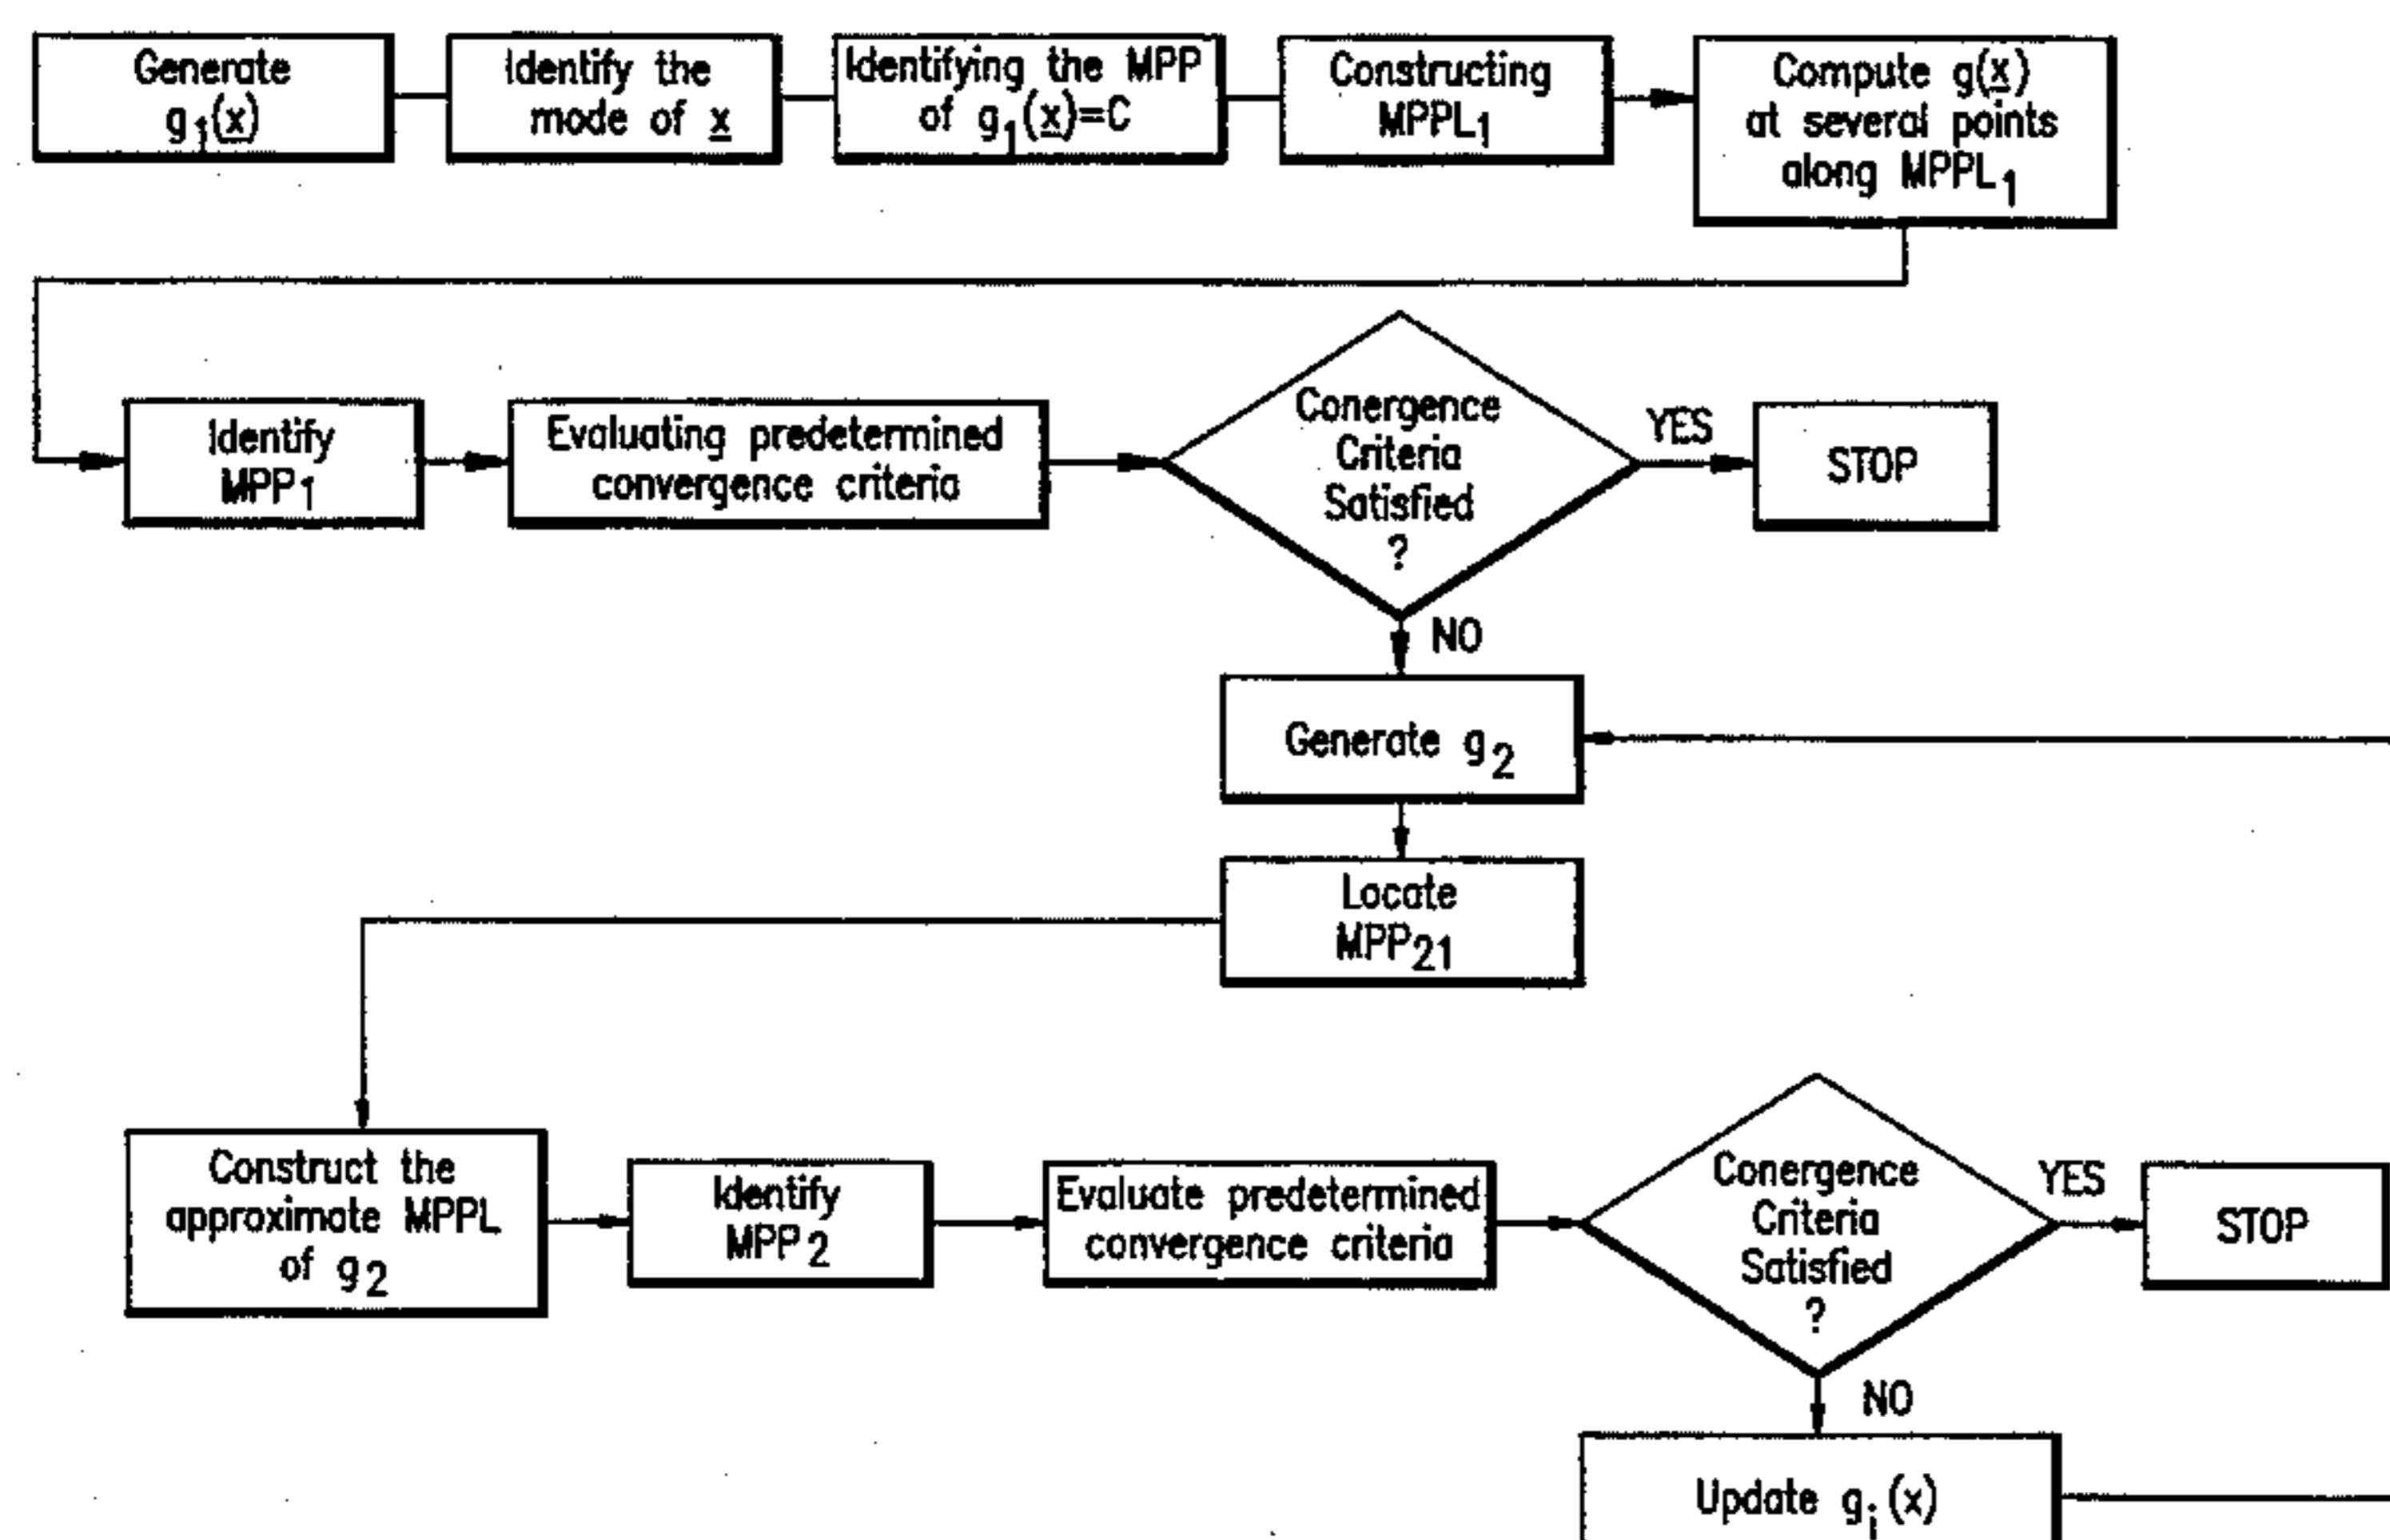 Generate
g1(x)
Identify the
mode of x
Identifying the MPP
of g1(x)=C
Constructing
MPPL1
Compute g(x)
at several points
along MPPL1
Identify
MPP1
Evaluating predetermined
convergence criteria
Conergence
Criteria
Satisfied
?
YES
STOP
NO
Generate g2
Locate
MPP21
Construct the
approximate MPPL
of g2
Identify
MPP2
Evaluate predetermined
convergence criteria
Conergence
Criteria
Satisfied
?
YES
STOP
NO
Update gi(x)